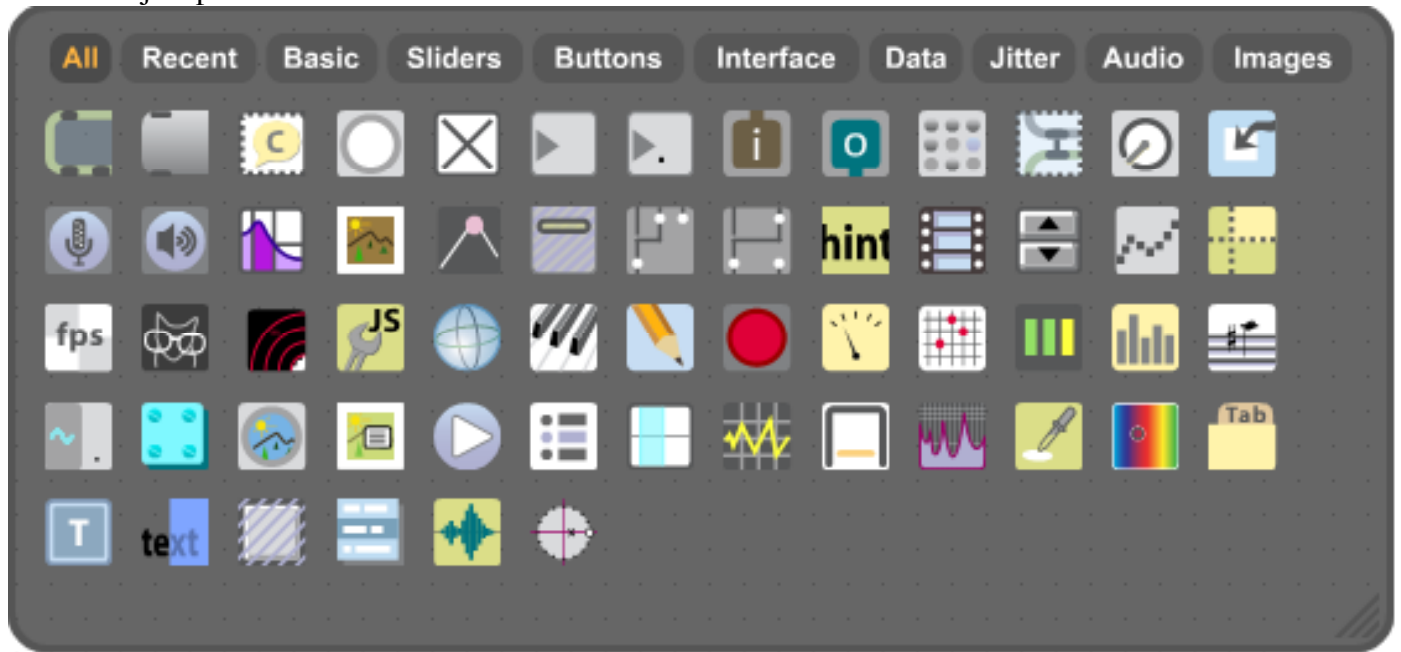 All Recent Basic Sliders Buttons Interface Data Jitter Audio Images
C i O
hint
fps JS
Tab
T text